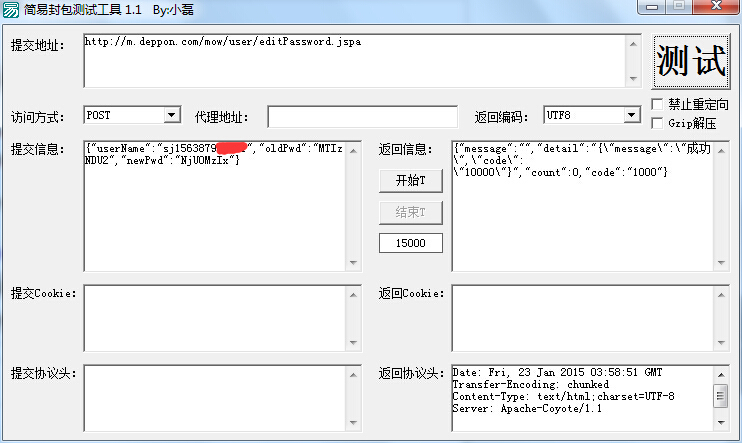 简易封包测试工具 1.1 By:小磊
提交地址:
http://m.deppon.com/mow/user/editPassword.jspa
测试
访问方式:
POST
代理地址:
返回编码:
UTF8
禁止重定向
Gzip解压
提交信息:
{"userName":"sj1563879","oldPwd":"MTIz
NDU2","newPwd":"NjU0MzIx"}
返回信息:
开始T
结束T
15000
{"message":"","detail":"{\"message\":\"成功
\",\"code\":
\"10000\"}","count":0,"code":"1000"}
提交Cookie:
返回Cookie:
提交协议头:
返回协议头:
Date: Fri, 23 Jan 2015 03:58:51 GMT
Transfer-Encoding: chunked
Content-Type: text/html;charset=UTF-8
Server: Apache-Coyote/1.1